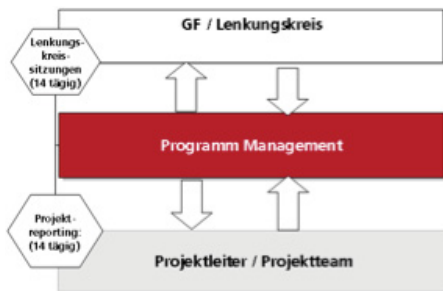 GF / Lenkungskreis
Lenkungs-
kreis-
sitzungen
(14 tägig)
Programm Management
Projekt-
reporting:
(14 tägig)
Projektleiter / Projektteam